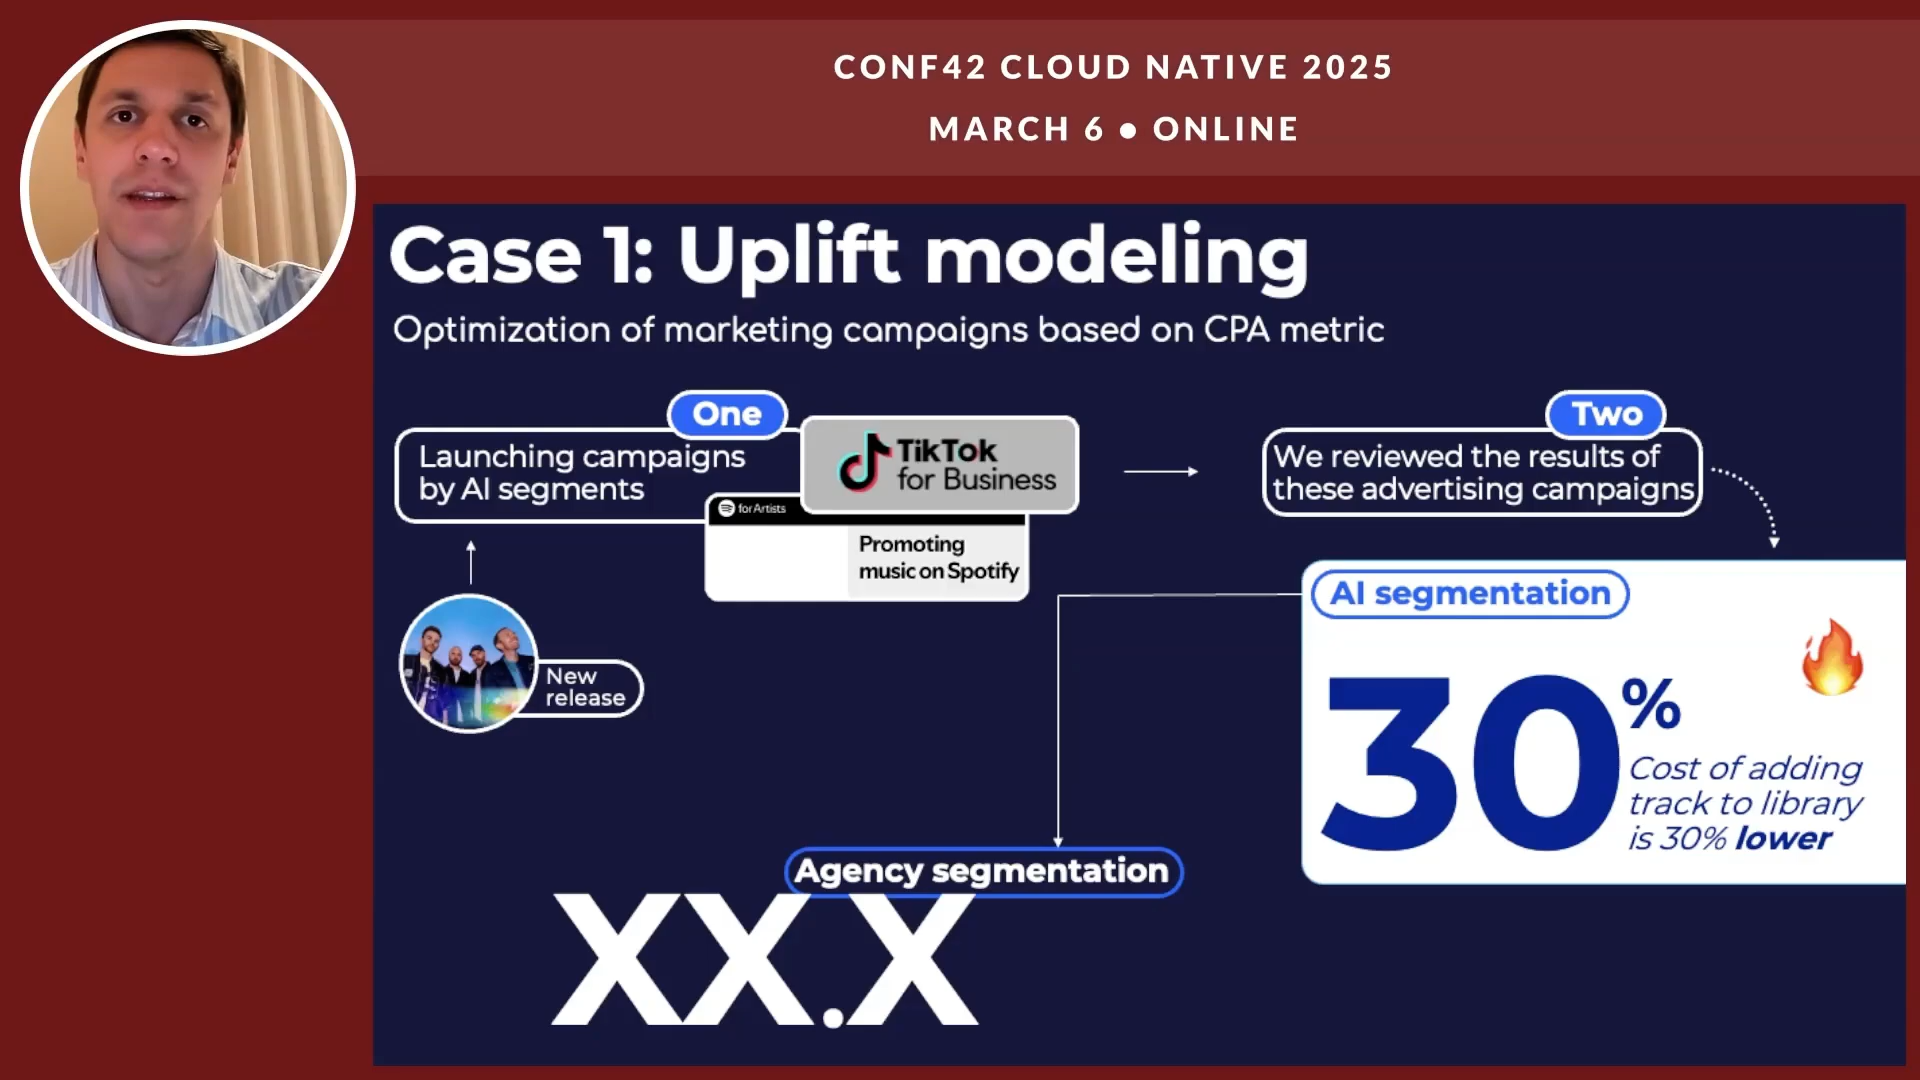 CONF42 CLOUD NATIVE 2025
MARCH 6 ● ONLINE
Case 1: Uplift modeling
Optimization of marketing campaigns based on CPA metric
One
Launching campaigns
by AI segments
TikTok
for Business
for Artists
Promoting
music on Spotify
New
release
Two
We reviewed the results of
these advertising campaigns
AI segmentation
30%
Cost of adding
track to library
is 30% lower
Agency segmentation
XX.X